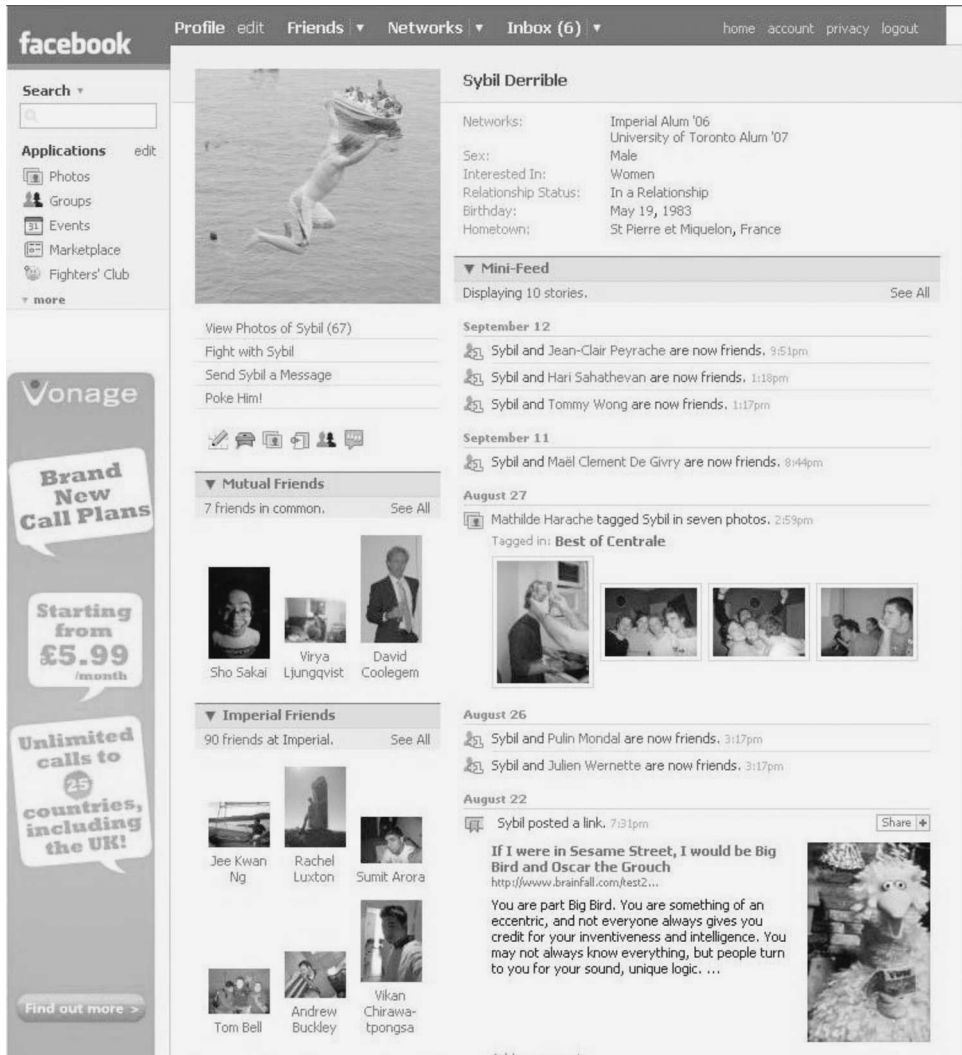 facebook
Profile edit Friends Networks Inbox (6)
home account privacy logout
Search
Applications edit
Photos
Groups
31 Events
Marketplace
Fighters' Club
more
Vonage
Brand
New
Call Plans
Starting
from
£5.99
/month
Unlimited
calls to
25
countries,
including
the UK!
Find out more >
View Photos of Sybil (67)
Fight with Sybil
Send Sybil a Message
Poke Him!
Mutual Friends
7 friends in common. See All
Sho Sakai
Virya
Ljungqvist
David
Coolegem
Imperial Friends
90 friends at Imperial. See All
Jee Kwan
Ng
Rachel
Luxton
Sumit Arora
Tom Bell
Andrew
Buckley
Vikan
Chirawa-
tpongsa
Sybil Derrible
Networks: Imperial Alum '06
University of Toronto Alum '07
Sex: Male
Interested In: Women
Relationship Status: In a Relationship
Birthday: May 19, 1983
Hometown: St Pierre et Miquelon, France
Mini-Feed
Displaying 10 stories. See All
September 12
Sybil and Jean-Clair Peyrache are now friends. 9:51pm
Sybil and Hari Sahathevan are now friends. 1:18pm
Sybil and Tommy Wong are now friends. 1:17pm
September 11
Sybil and Maël Clement De Givry are now friends. 8:44pm
August 27
Mathilde Harache tagged Sybil in seven photos. 2:59pm
Tagged in: Best of Centrale
August 26
Sybil and Pulin Mondal are now friends. 3:17pm
Sybil and Julien Wernette are now friends. 3:17pm
August 22
Sybil posted a link. 7:31pm
Share +
If I were in Sesame Street, I would be Big
Bird and Oscar the Grouch
http://www.brainfall.com/test2...
You are part Big Bird. You are something of an
eccentric, and not everyone always gives you
credit for your inventiveness and intelligence. You
may not always know everything, but people turn
to you for your sound, unique logic. ...